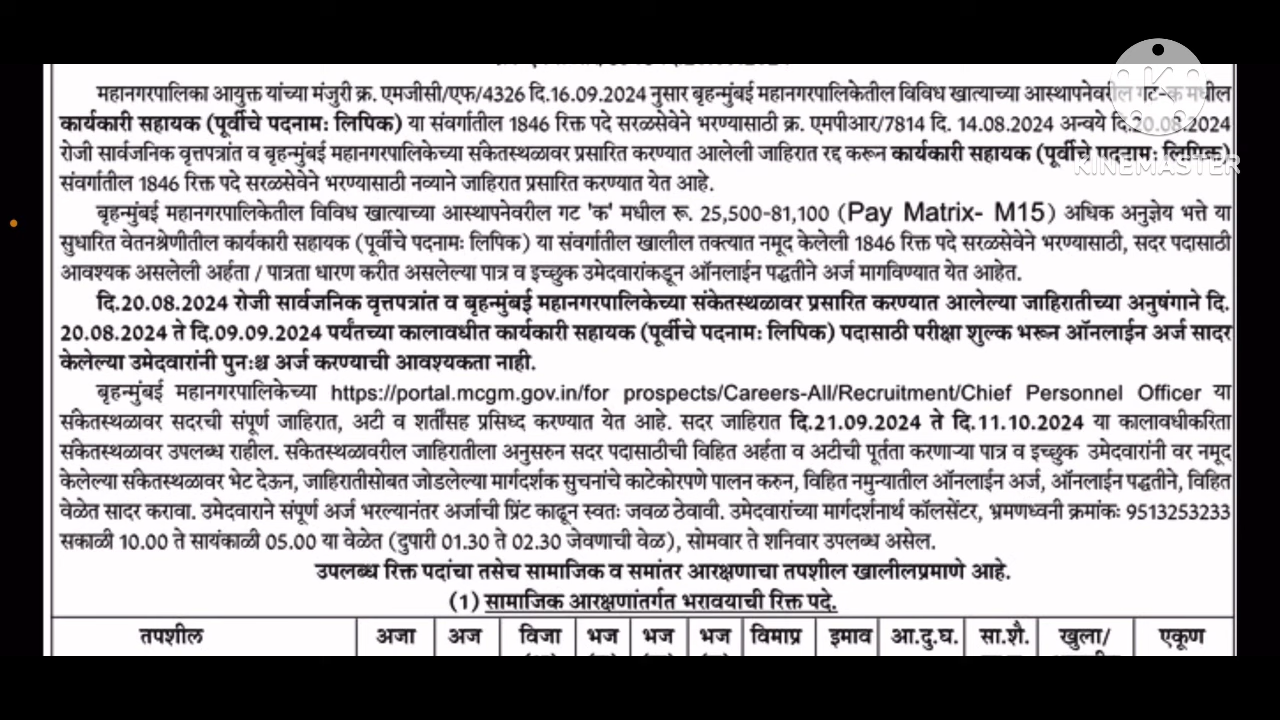 महानगरपालिका आयुक्त यांच्या मंजुरी क्र. एमजीसी/एफ/4326 दि.16.09.2024 नुसार बृहन्मुंबई महानगरपालिकेतील विविध खात्याच्या आस्थापनेवरील गट-क मधील
कार्यकारी सहायक (पूर्वीचे पदनामः लिपिक) या संवर्गातील 1846 रिक्त पदे सरळसेवेने भरण्यासाठी क्र. एमपीआर/7814 दि. 14.08.2024 अन्वये दि.20.08.2024
रोजी सार्वजनिक वृत्तपत्रांत व बृहन्मुंबई महानगरपालिकेच्या संकेतस्थळावर प्रसारित करण्यात आलेली जाहिरात रद्द करून कार्यकारी सहायक (पूर्वीचे पदनामः लिपिक)
संवर्गातील 1846 रिक्त पदे सरळसेवेने भरण्यासाठी नव्याने जाहिरात प्रसारित करण्यात येत आहे.
बृहन्मुंबई महानगरपालिकेतील विविध खात्याच्या आस्थापनेवरील गट 'क' मधील रू. 25,500-81,100 (Pay Matrix- M15) अधिक अनुज्ञेय भत्ते या
सुधारित वेतनश्रेणीतील कार्यकारी सहायक (पूर्वीचे पदनामः लिपिक) या संवर्गातील खालील तक्त्यात नमूद केलेली 1846 रिक्त पदे सरळसेवेने भरण्यासाठी, सदर पदासाठी
आवश्यक असलेली अर्हता / पात्रता धारण करीत असलेल्या पात्र व इच्छुक उमेदवारांकडून ऑनलाईन पद्धतीने अर्ज मागविण्यात येत आहेत.
दि.20.08.2024 रोजी सार्वजनिक वृत्तपत्रांत व बृहन्मुंबई महानगरपालिकेच्या संकेतस्थळावर प्रसारित करण्यात आलेल्या जाहिरातीच्या अनुषंगाने दि.
20.08.2024 ते दि.09.09.2024 पर्यंतच्या कालावधीत कार्यकारी सहायक (पूर्वीचे पदनामः लिपिक) पदासाठी परीक्षा शुल्क भरून ऑनलाईन अर्ज सादर
केलेल्या उमेदवारांनी पुनःश्च अर्ज करण्याची आवश्यकता नाही.
बृहन्मुंबई महानगरपालिकेच्या https://portal.mcgm.gov.in/for prospects/Careers-All/Recruitment/Chief Personnel Officer या
संकेतस्थळावर सदरची संपूर्ण जाहिरात, अटी व शर्तीसह प्रसिध्द करण्यात येत आहे. सदर जाहिरात दि.21.09.2024 ते दि.11.10.2024 या कालावधीकरिता
संकेतस्थळावर उपलब्ध राहील. संकेतस्थळावरील जाहिरातीला अनुसरुन सदर पदासाठीची विहित अर्हता व अटीची पूर्तता करणाऱ्या पात्र व इच्छुक उमेदवारांनी वर नमूद
केलेल्या संकेतस्थळावर भेट देऊन, जाहिरातीसोबत जोडलेल्या मार्गदर्शक सुचनांचे काटेकोरपणे पालन करुन, विहित नमुन्यातील ऑनलाईन अर्ज, ऑनलाईन पद्धतीने, विहित
वेळेत सादर करावा. उमेदवाराने संपूर्ण अर्ज भरल्यानंतर अर्जाची प्रिंट काढून स्वतः जवळ ठेवावी. उमेदवारांच्या मार्गदर्शनार्थ कॉलसेंटर, भ्रमणध्वनी क्रमांकः 9513253233
सकाळी 10.00 ते सायंकाळी 05.00 या वेळेत (दुपारी 01.30 ते 02.30 जेवणाची वेळ), सोमवार ते शनिवार उपलब्ध असेल.
उपलब्ध रिक्त पदांचा तसेच सामाजिक व समांतर आरक्षणाचा तपशील खालीलप्रमाणे आहे.
(1) सामाजिक आरक्षणांतर्गत भरावयाची रिक्त पदे.
तपशील अजा अज विजा भज भज भज विमाप्र इमाव आ.दु.घ. सा.शै. खुला/ एकूण
KINEMASTER